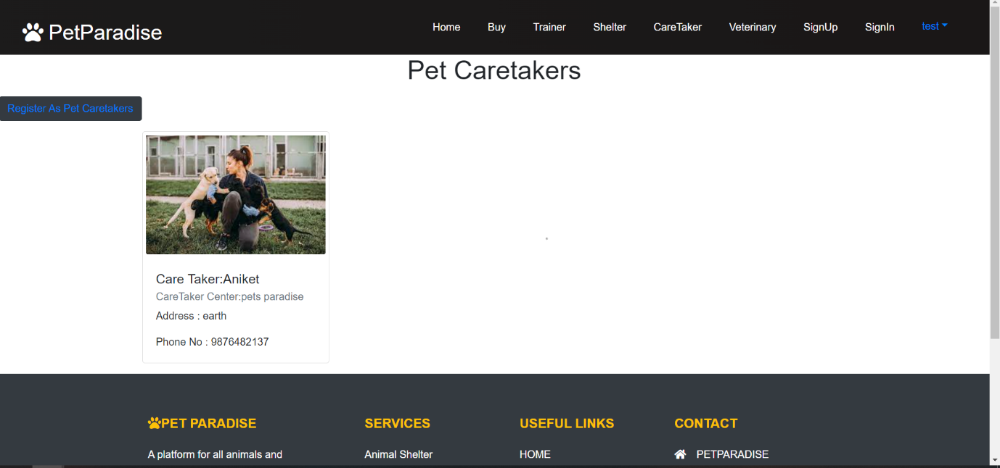 PetParadise Home Buy Trainer Shelter CareTaker Veterinary SignUp SignIn test
Pet Caretakers
Register As Pet Caretakers
Care Taker:Aniket
CareTaker Center:pets paradise
Address : earth
Phone No : 9876482137
PET PARADISE SERVICES USEFUL LINKS CONTACT
A platform for all animals and Animal Shelter HOME PETPARADISE